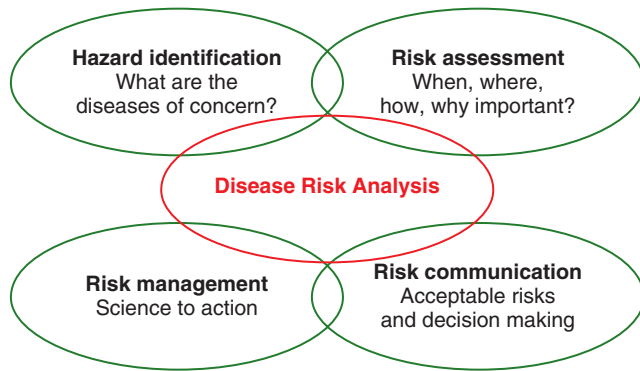 Hazard identification
What are the
diseases of concern?
Risk assessment
When, where,
how, why important?
Disease Risk Analysis
Risk management
Science to action
Risk communication
Acceptable risks
and decision making